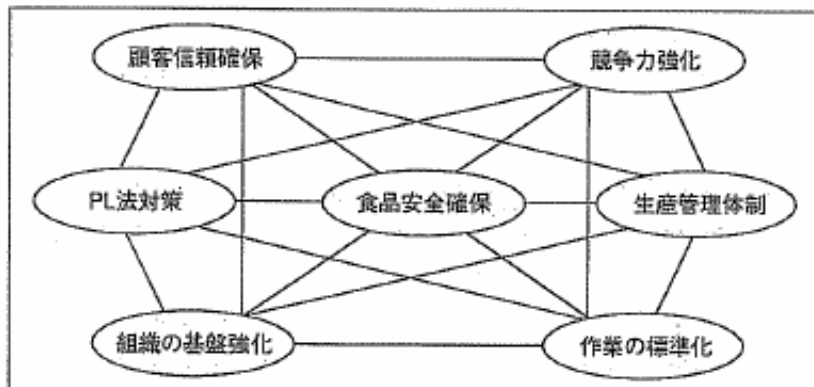 顧客信頼確保
競争力強化
PL法対策
食品安全確保
生産管理体制
組織の基盤強化
作業の標準化